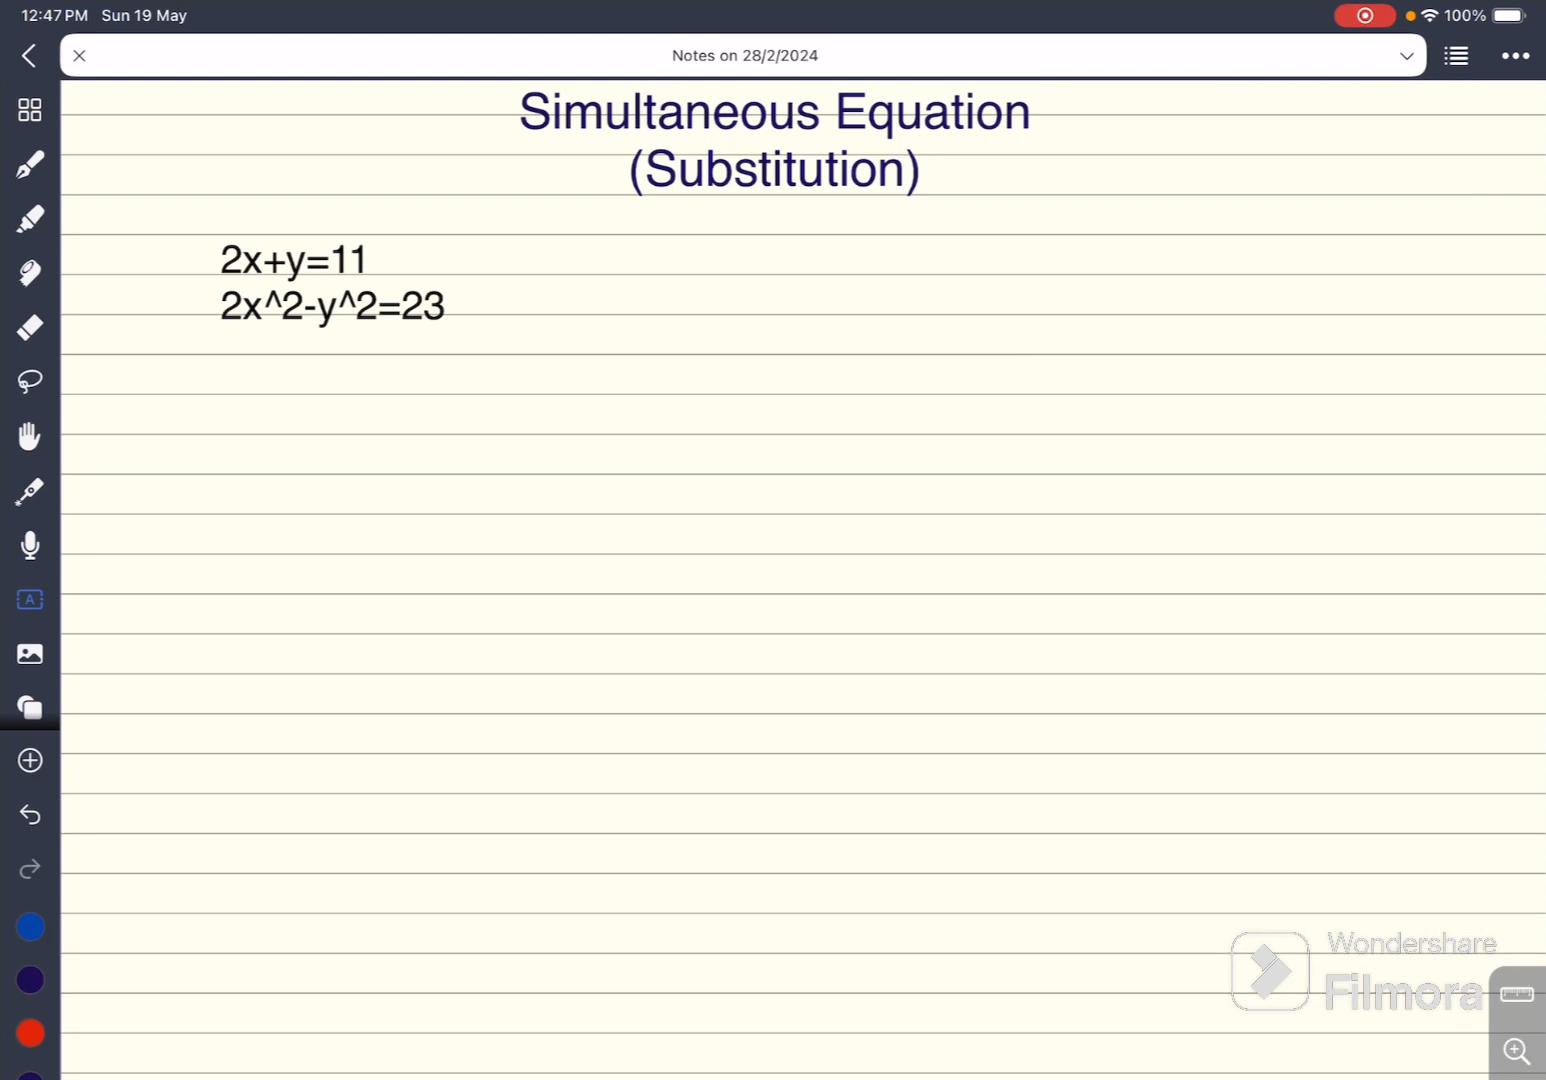 12:47 PM Sun 19 May
100%
Notes on 28/2/2024
Simultaneous Equation
(Substitution)
2x+y=11
2x^2-y^2=23
A
Wondershare
Filmora